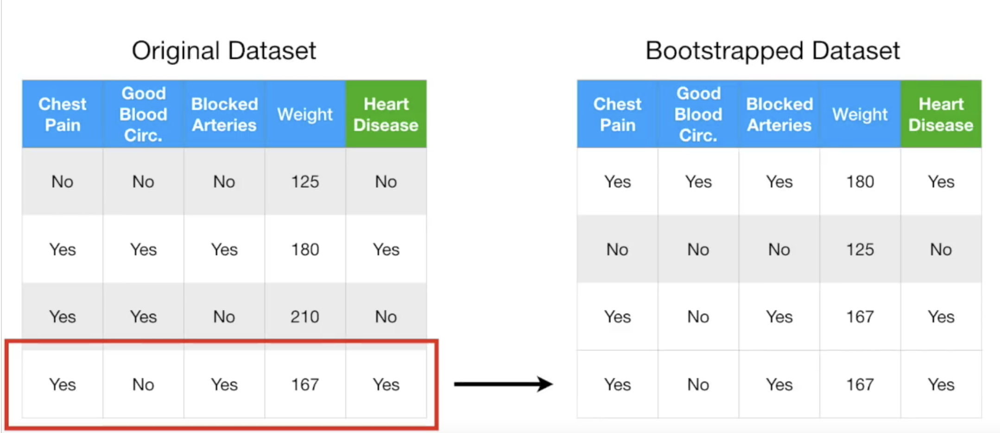 Original Dataset
Chest Pain Good Blood Circ. Blocked Arteries Weight Heart Disease
No No No 125 No
Yes Yes Yes 180 Yes
Yes Yes No 210 No
Yes No Yes 167 Yes
Bootstrapped Dataset
Chest Pain Good Blood Circ. Blocked Arteries Weight Heart Disease
Yes Yes Yes 180 Yes
No No No 125 No
Yes No Yes 167 Yes
Yes No Yes 167 Yes